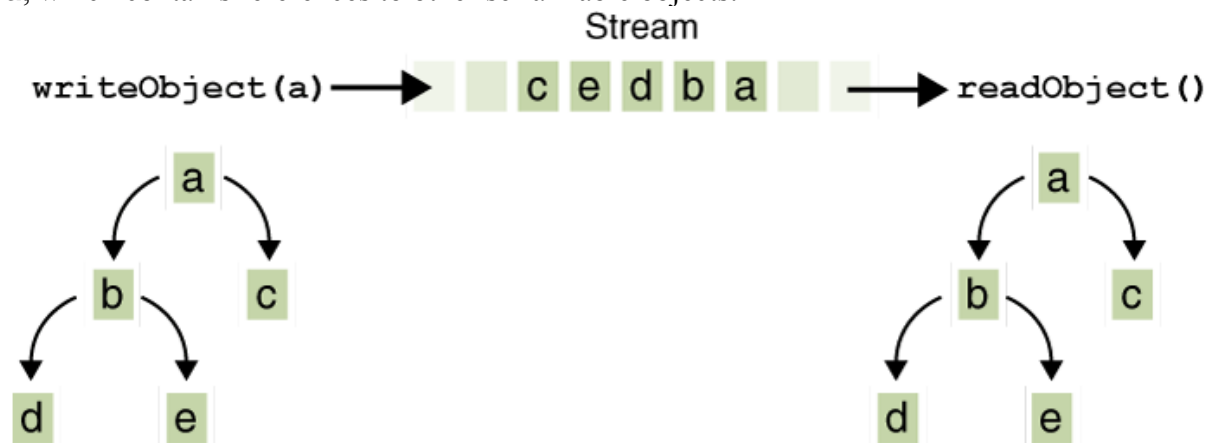 Stream
writeObject(a) c e d b a readObject()
a a
b c b c
d e d e